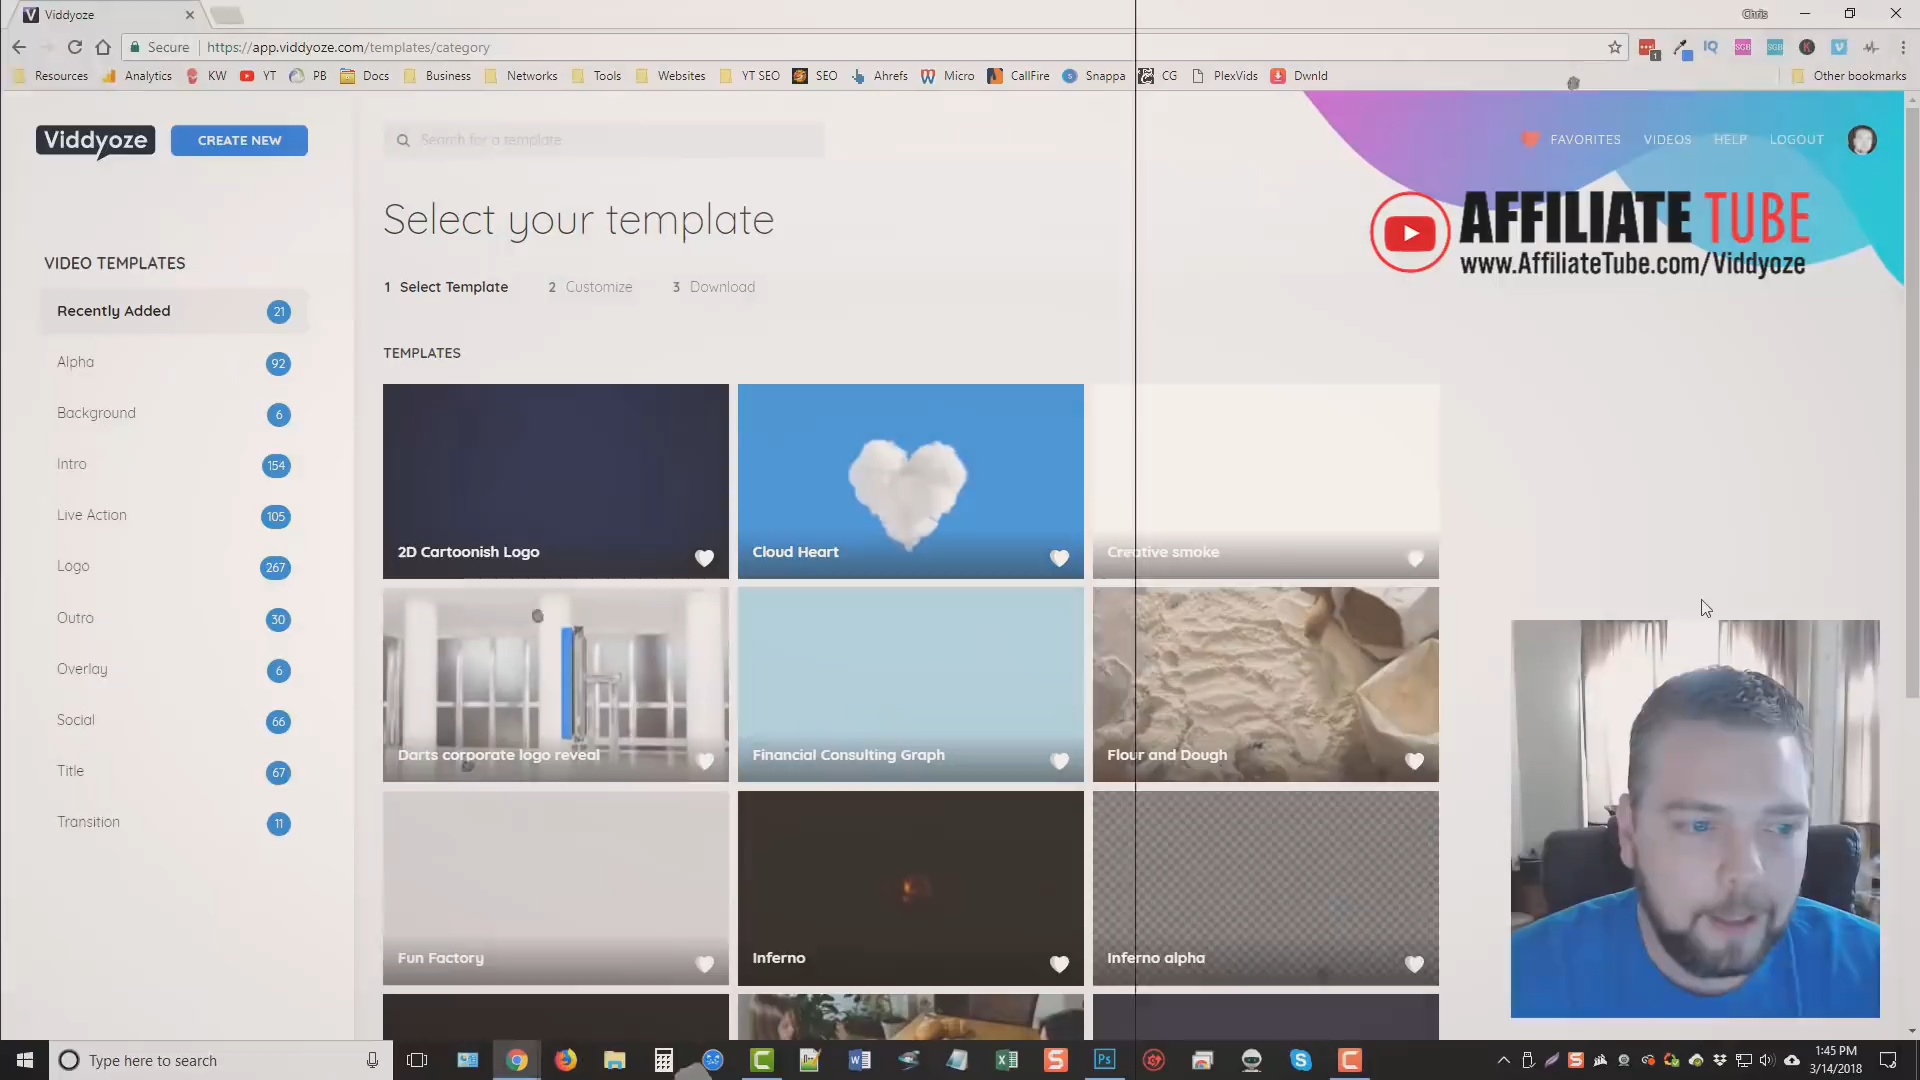 Viddyoze
Chris
Secure https://app.viddyoze.com/templates/category
Resources Analytics KW YT PB Docs Business Networks Tools Websites YT SEO SEO Ahrefs Micro CallFire Snappa CG PlexVids Dwnld Other bookmarks
Viddyoze CREATE NEW Search for a template FAVORITES VIDEOS HELP LOGOUT
Select your template
AFFILIATE TUBE
www.AffiliateTube.com/Viddyoze
1 Select Template 2 Customize 3 Download
VIDEO TEMPLATES
Recently Added 21
Alpha 92
Background 6
Intro 154
Live Action 105
Logo 267
Outro 30
Overlay 6
Social 66
Title 67
Transition 11
TEMPLATES
2D Cartoonish Logo Cloud Heart Creative smoke
Darts corporate logo reveal Financial Consulting Graph Flour and Dough
Fun Factory Inferno Inferno alpha
Type here to search
1:45 PM
3/14/2018